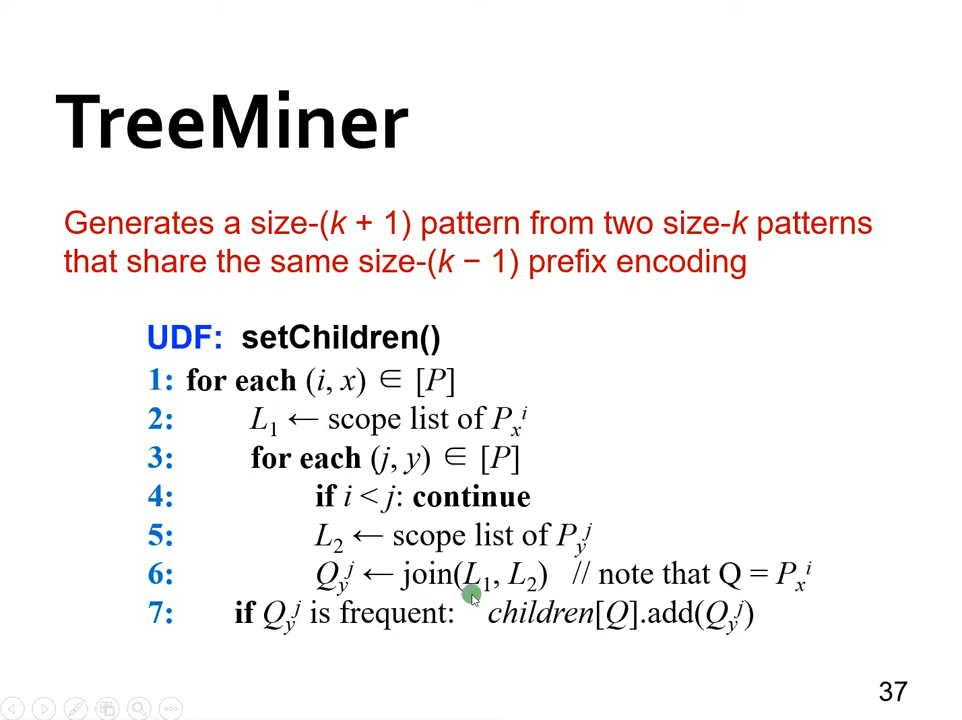 TreeMiner
Generates a size-(k + 1) pattern from two size-k patterns
that share the same size-(k − 1) prefix encoding
UDF: setChildren()
1: for each (i, x) ∈ [P]
2: L₁ ← scope list of Pₓⁱ
3: for each (j, y) ∈ [P]
4: if i < j: continue
5: L₂ ← scope list of P_y^j
6: Q_y^j ← join(L₁, L₂) // note that Q = Pₓⁱ
7: if Q_y^j is frequent: children[Q].add(Q_y^j)
37